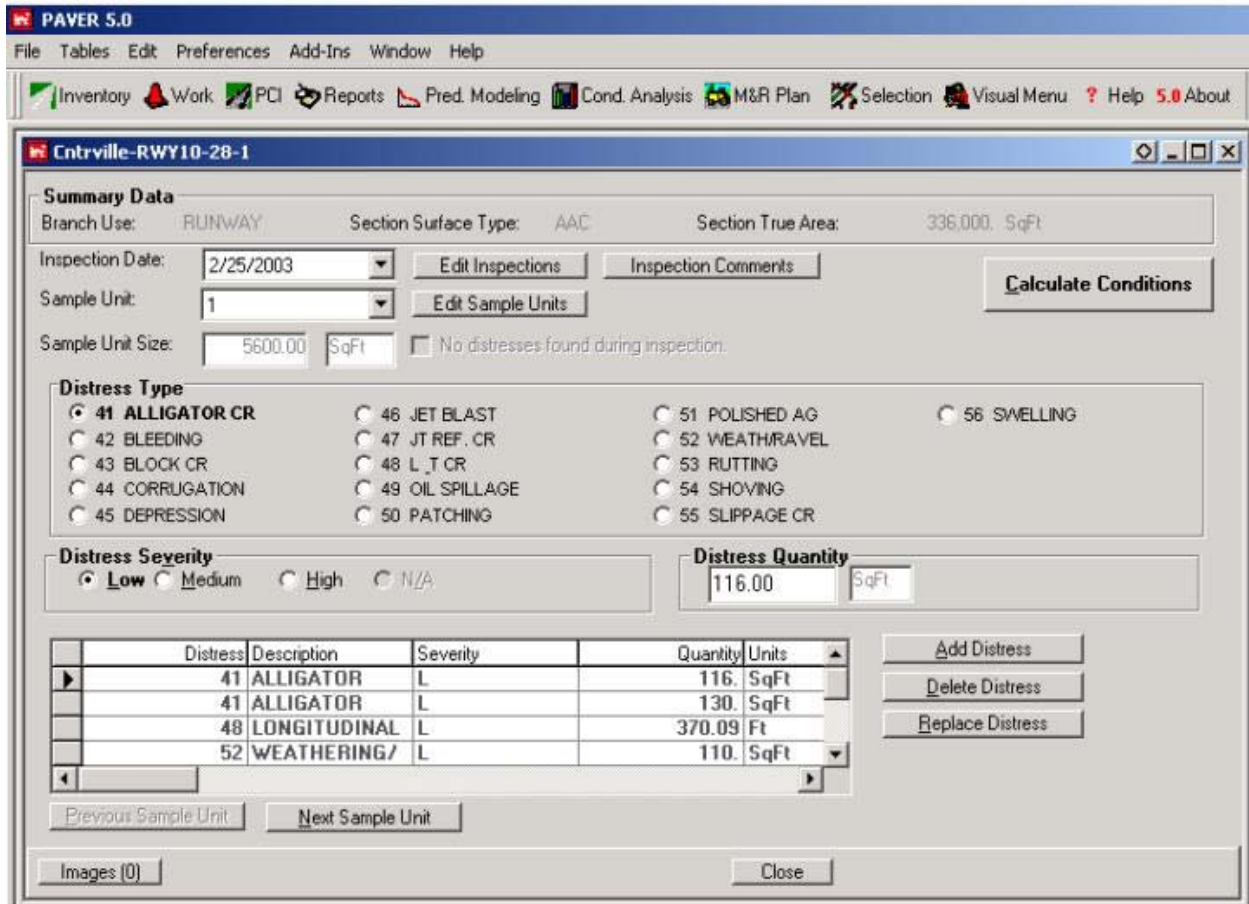 PAVER 5.0
File Tables Edit Preferences Add-Ins Window Help
Inventory Work PCI Reports Pred. Modeling Cond. Analysis M&R Plan Selection Visual Menu ? Help 5.0 About
Cntrville-RWY10-28-1
Summary Data
Branch Use: RUNWAY Section Surface Type: AAC Section True Area: 336,000. SqFt
Inspection Date: 2/25/2003 Edit Inspections Inspection Comments
Calculate Conditions
Sample Unit: 1 Edit Sample Units
Sample Unit Size: 5600.00 SqFt No distresses found during inspection.
Distress Type
41 ALLIGATOR CR 46 JET BLAST 51 POLISHED AG 56 SWELLING
42 BLEEDING 47 JT REF. CR 52 WEATH/RAVEL
43 BLOCK CR 48 L_T CR 53 RUTTING
44 CORRUGATION 49 OIL SPILLAGE 54 SHOVING
45 DEPRESSION 50 PATCHING 55 SLIPPAGE CR
Distress Severity Distress Quantity
Low Medium High N/A 116.00 SqFt
Distress Description Severity Quantity Units Add Distress
41 ALLIGATOR L 116. SqFt
41 ALLIGATOR L 130. SqFt Delete Distress
48 LONGITUDINAL L 370.09 Ft Replace Distress
52 WEATHERING/ L 110. SqFt
Previous Sample Unit Next Sample Unit
Images (0) Close